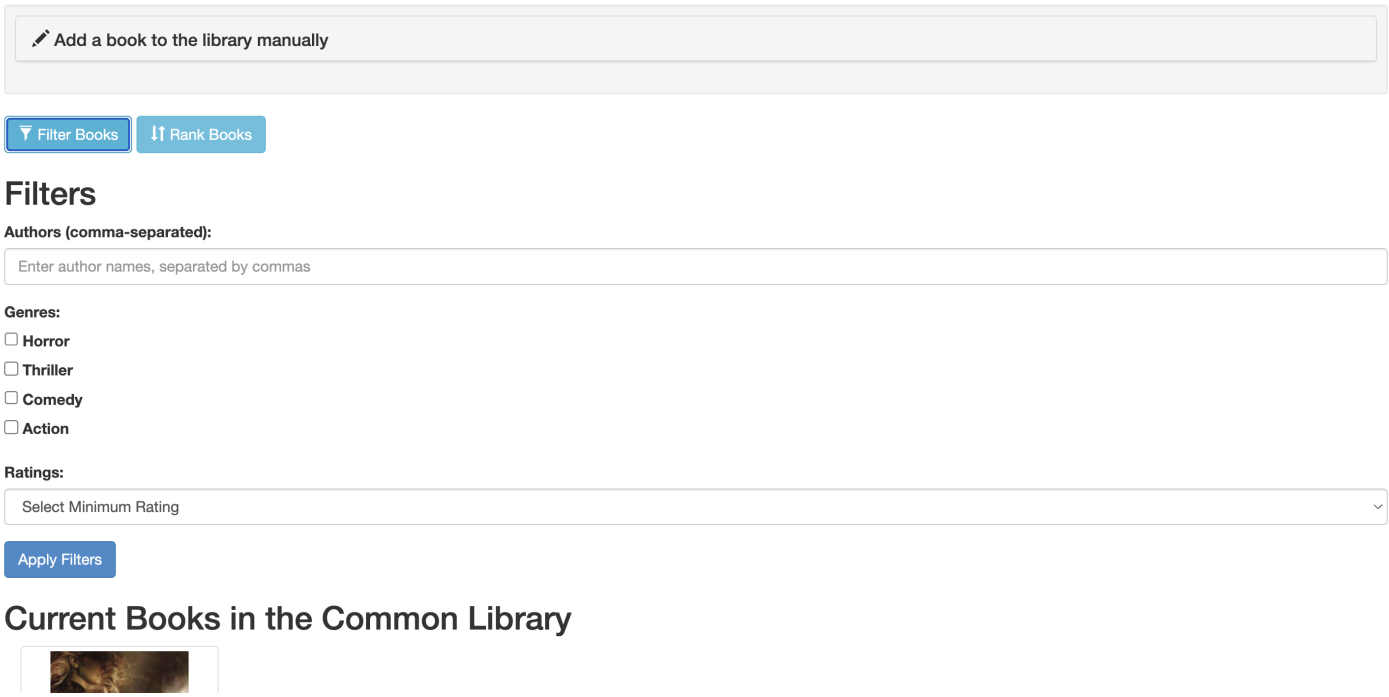 Add a book to the library manually
Filter Books
Rank Books
Filters
Authors (comma-separated):
Enter author names, separated by commas
Genres:
Horror
Thriller
Comedy
Action
Ratings:
Select Minimum Rating
Apply Filters
Current Books in the Common Library